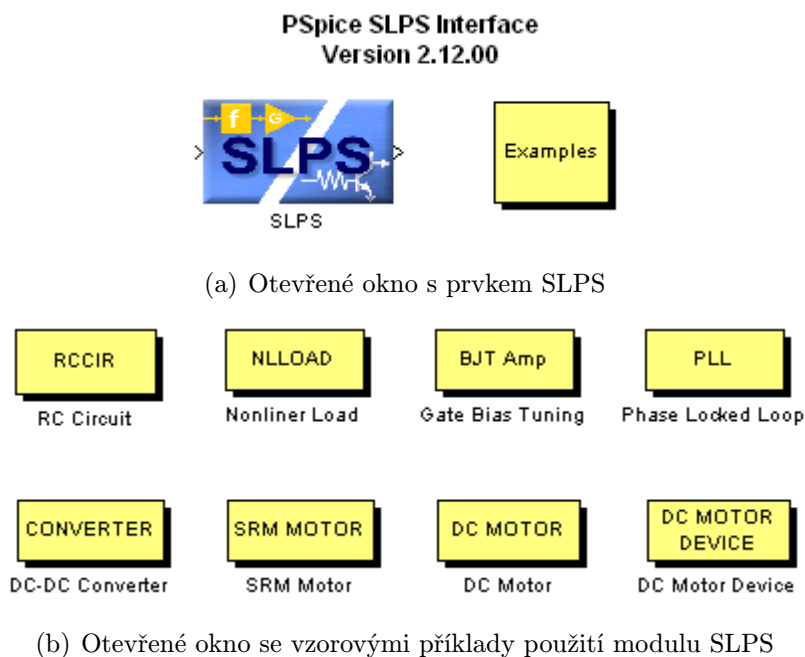 PSpice SLPS Interface
Version 2.12.00
f G
SLPS
Examples
SLPS
(a) Otevřené okno s prvkem SLPS
RCCIR NLLOAD BJT Amp PLL
RC Circuit Nonliner Load Gate Bias Tuning Phase Locked Loop
CONVERTER SRM MOTOR DC MOTOR DC MOTOR
DEVICE
DC-DC Converter SRM Motor DC Motor DC Motor Device
(b) Otevřené okno se vzorovými příklady použití modulu SLPS